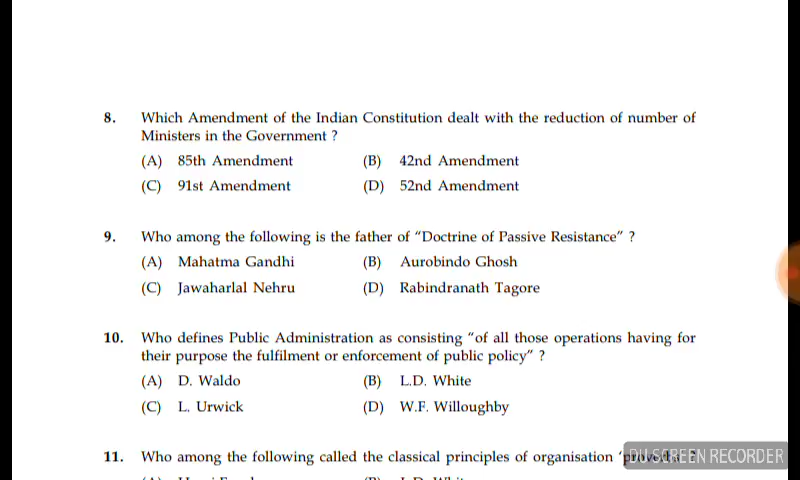 8. Which Amendment of the Indian Constitution dealt with the reduction of number of
Ministers in the Government ?
(A) 85th Amendment (B) 42nd Amendment
(C) 91st Amendment (D) 52nd Amendment
9. Who among the following is the father of “Doctrine of Passive Resistance” ?
(A) Mahatma Gandhi (B) Aurobindo Ghosh
(C) Jawaharlal Nehru (D) Rabindranath Tagore
10. Who defines Public Administration as consisting “of all those operations having for
their purpose the fulfilment or enforcement of public policy” ?
(A) D. Waldo (B) L.D. White
(C) L. Urwick (D) W.F. Willoughby
11. Who among the following called the classical principles of organisation
DU SCREEN RECORDER